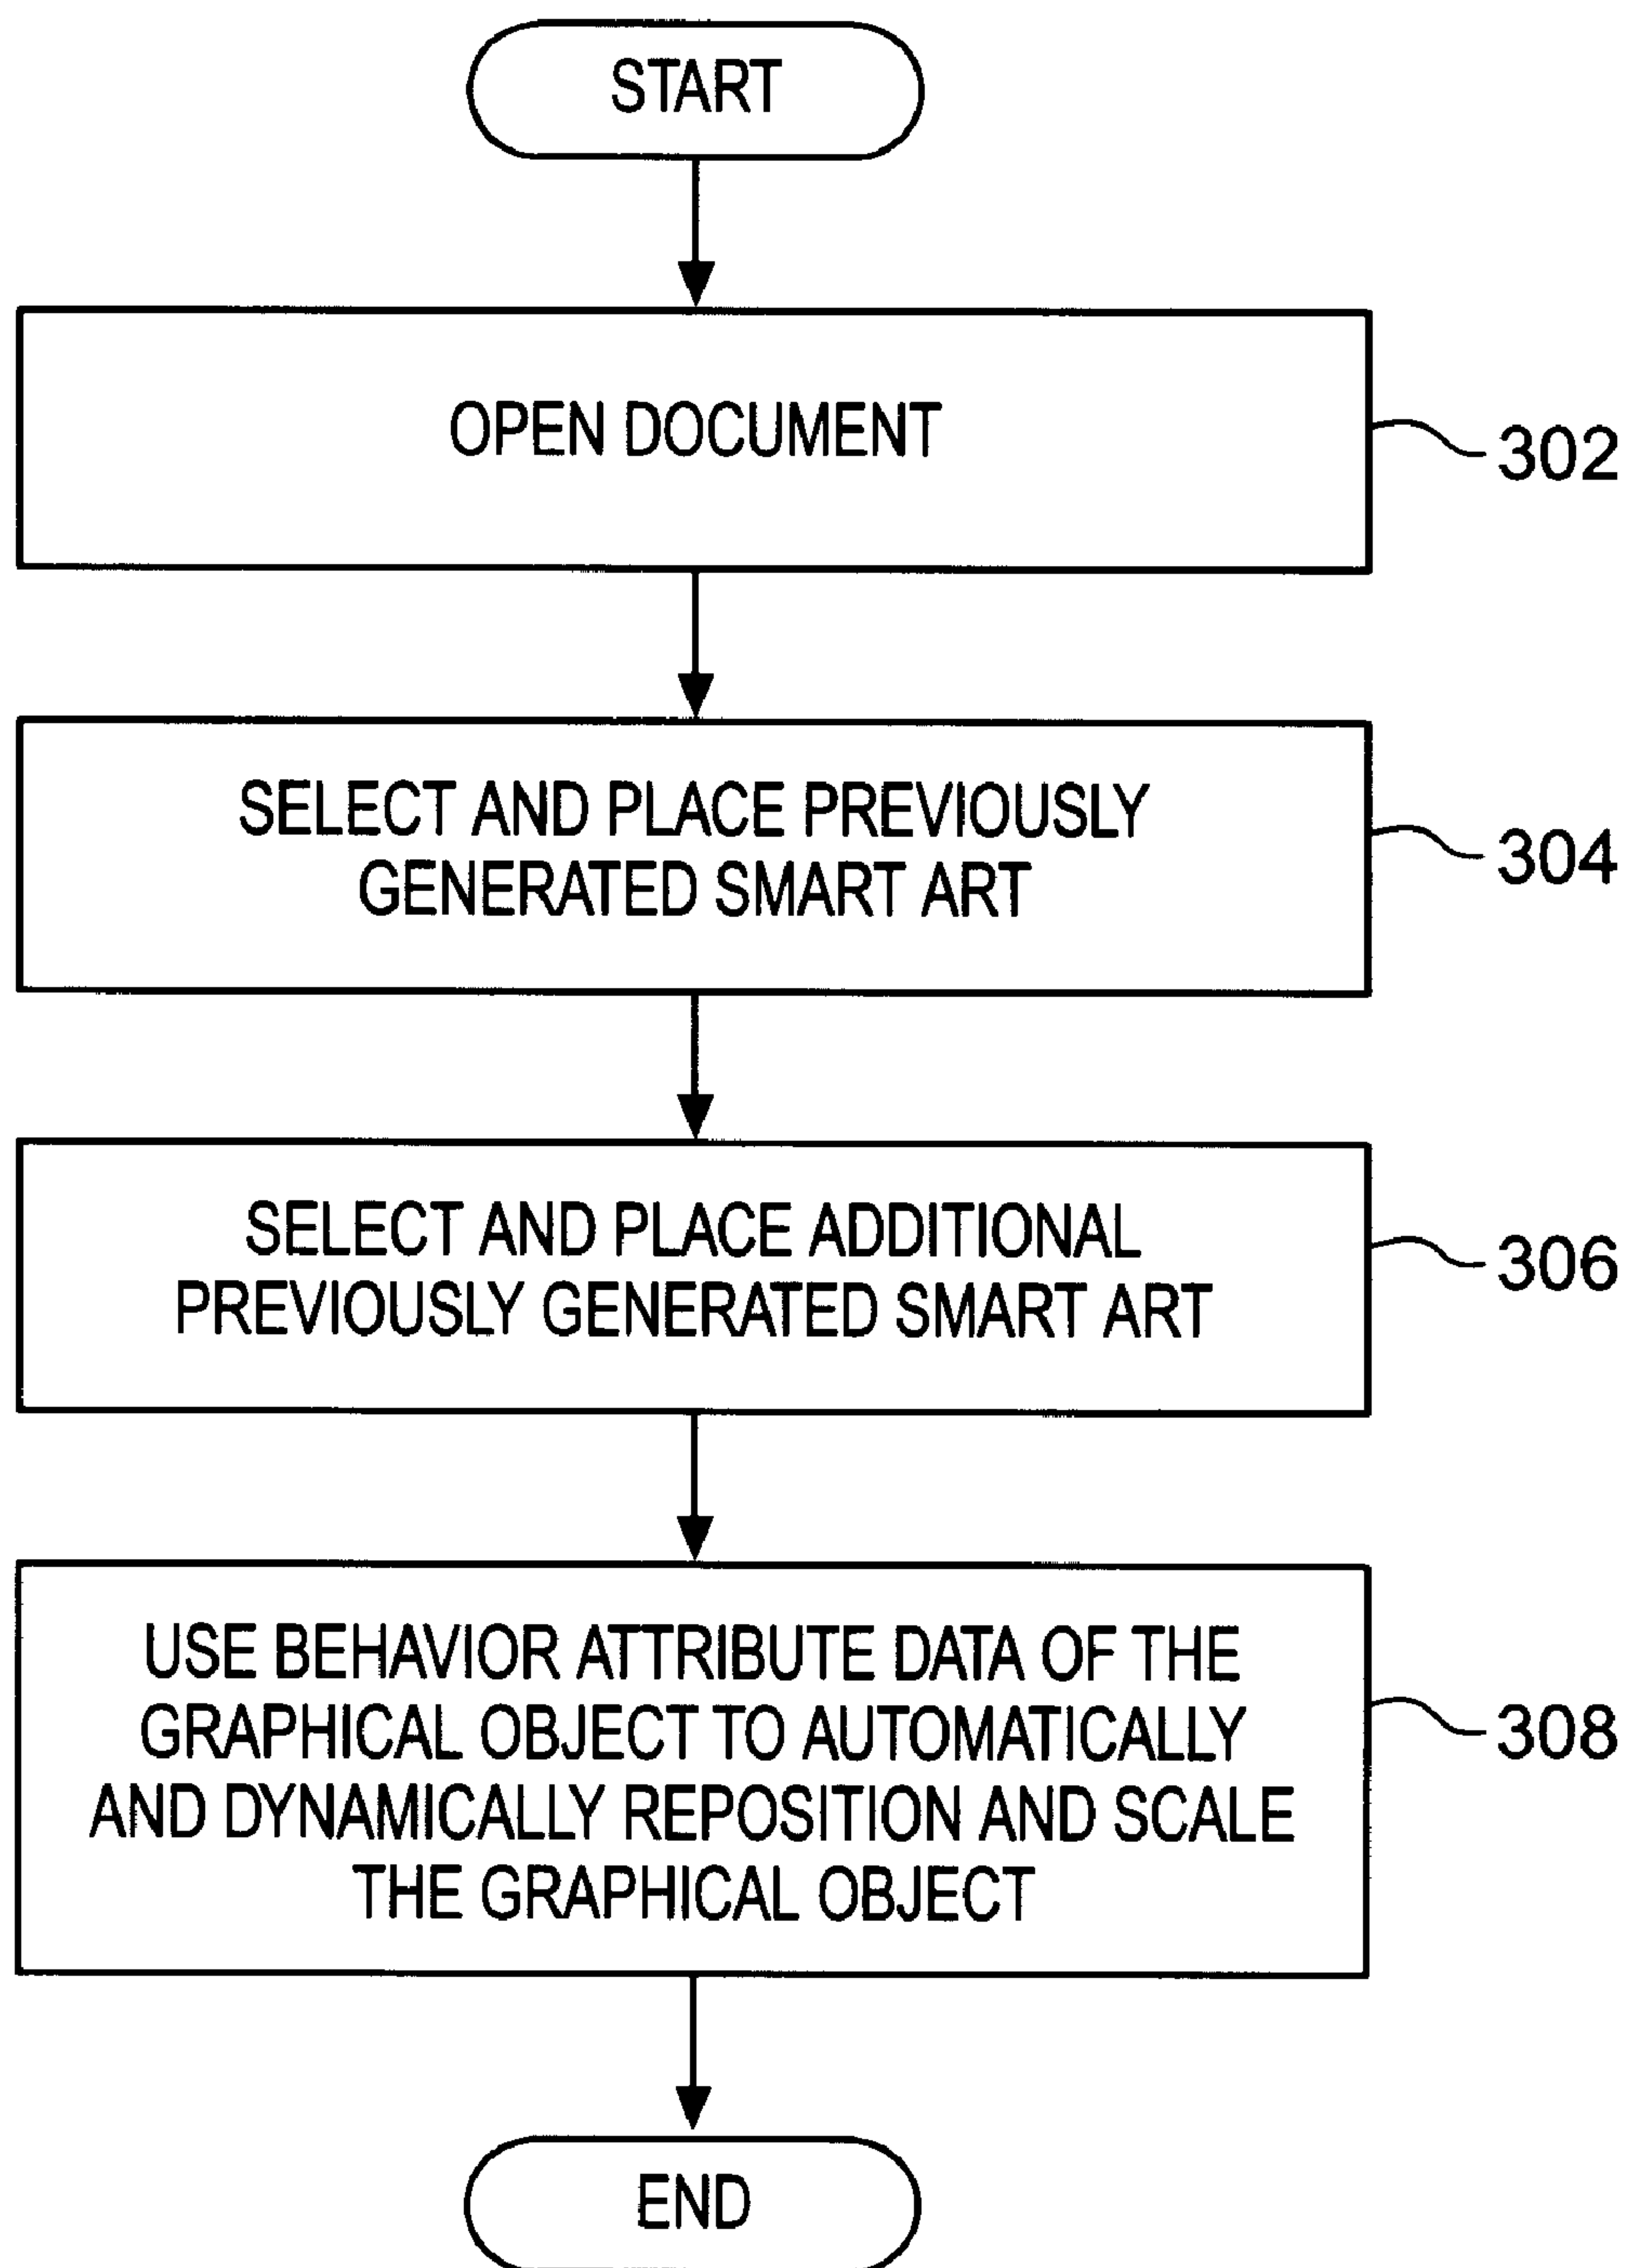 START
OPEN DOCUMENT
302
SELECT AND PLACE PREVIOUSLY
GENERATED SMART ART
304
SELECT AND PLACE ADDITIONAL
PREVIOUSLY GENERATED SMART ART
306
USE BEHAVIOR ATTRIBUTE DATA OF THE
GRAPHICAL OBJECT TO AUTOMATICALLY
AND DYNAMICALLY REPOSITION AND SCALE
THE GRAPHICAL OBJECT
308
END